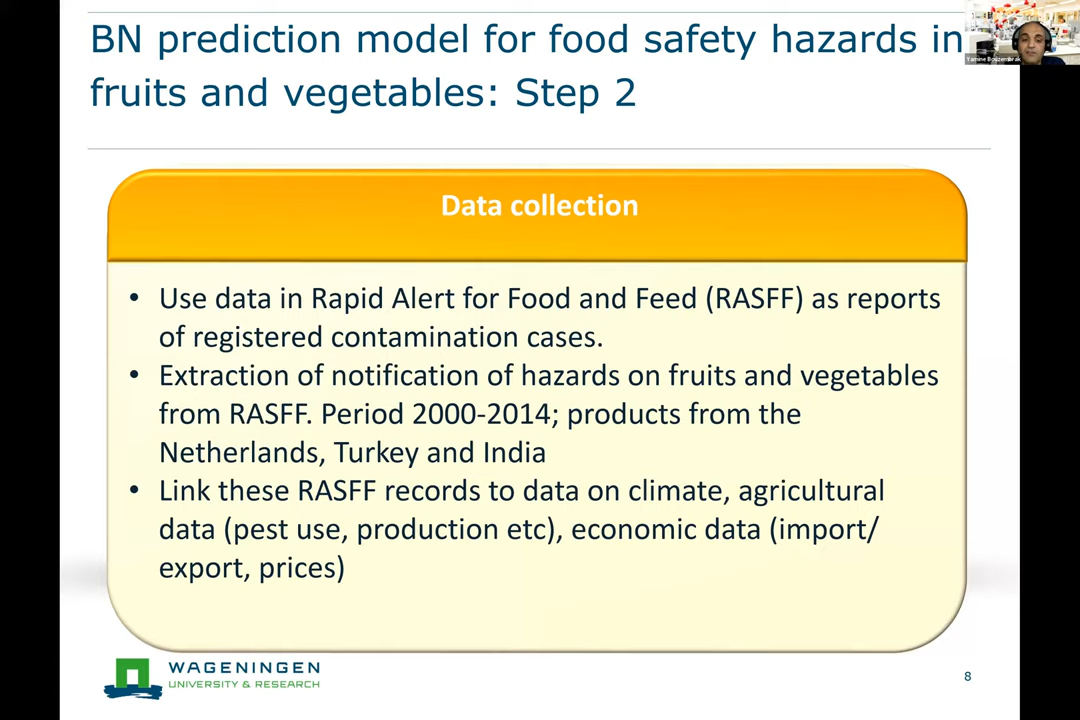 BN prediction model for food safety hazards in
fruits and vegetables: Step 2
Yamine Bouzembrak
Data collection
• Use data in Rapid Alert for Food and Feed (RASFF) as reports
of registered contamination cases.
• Extraction of notification of hazards on fruits and vegetables
from RASFF. Period 2000-2014; products from the
Netherlands, Turkey and India
• Link these RASFF records to data on climate, agricultural
data (pest use, production etc), economic data (import/
export, prices)
WAGENINGEN
UNIVERSITY & RESEARCH
8